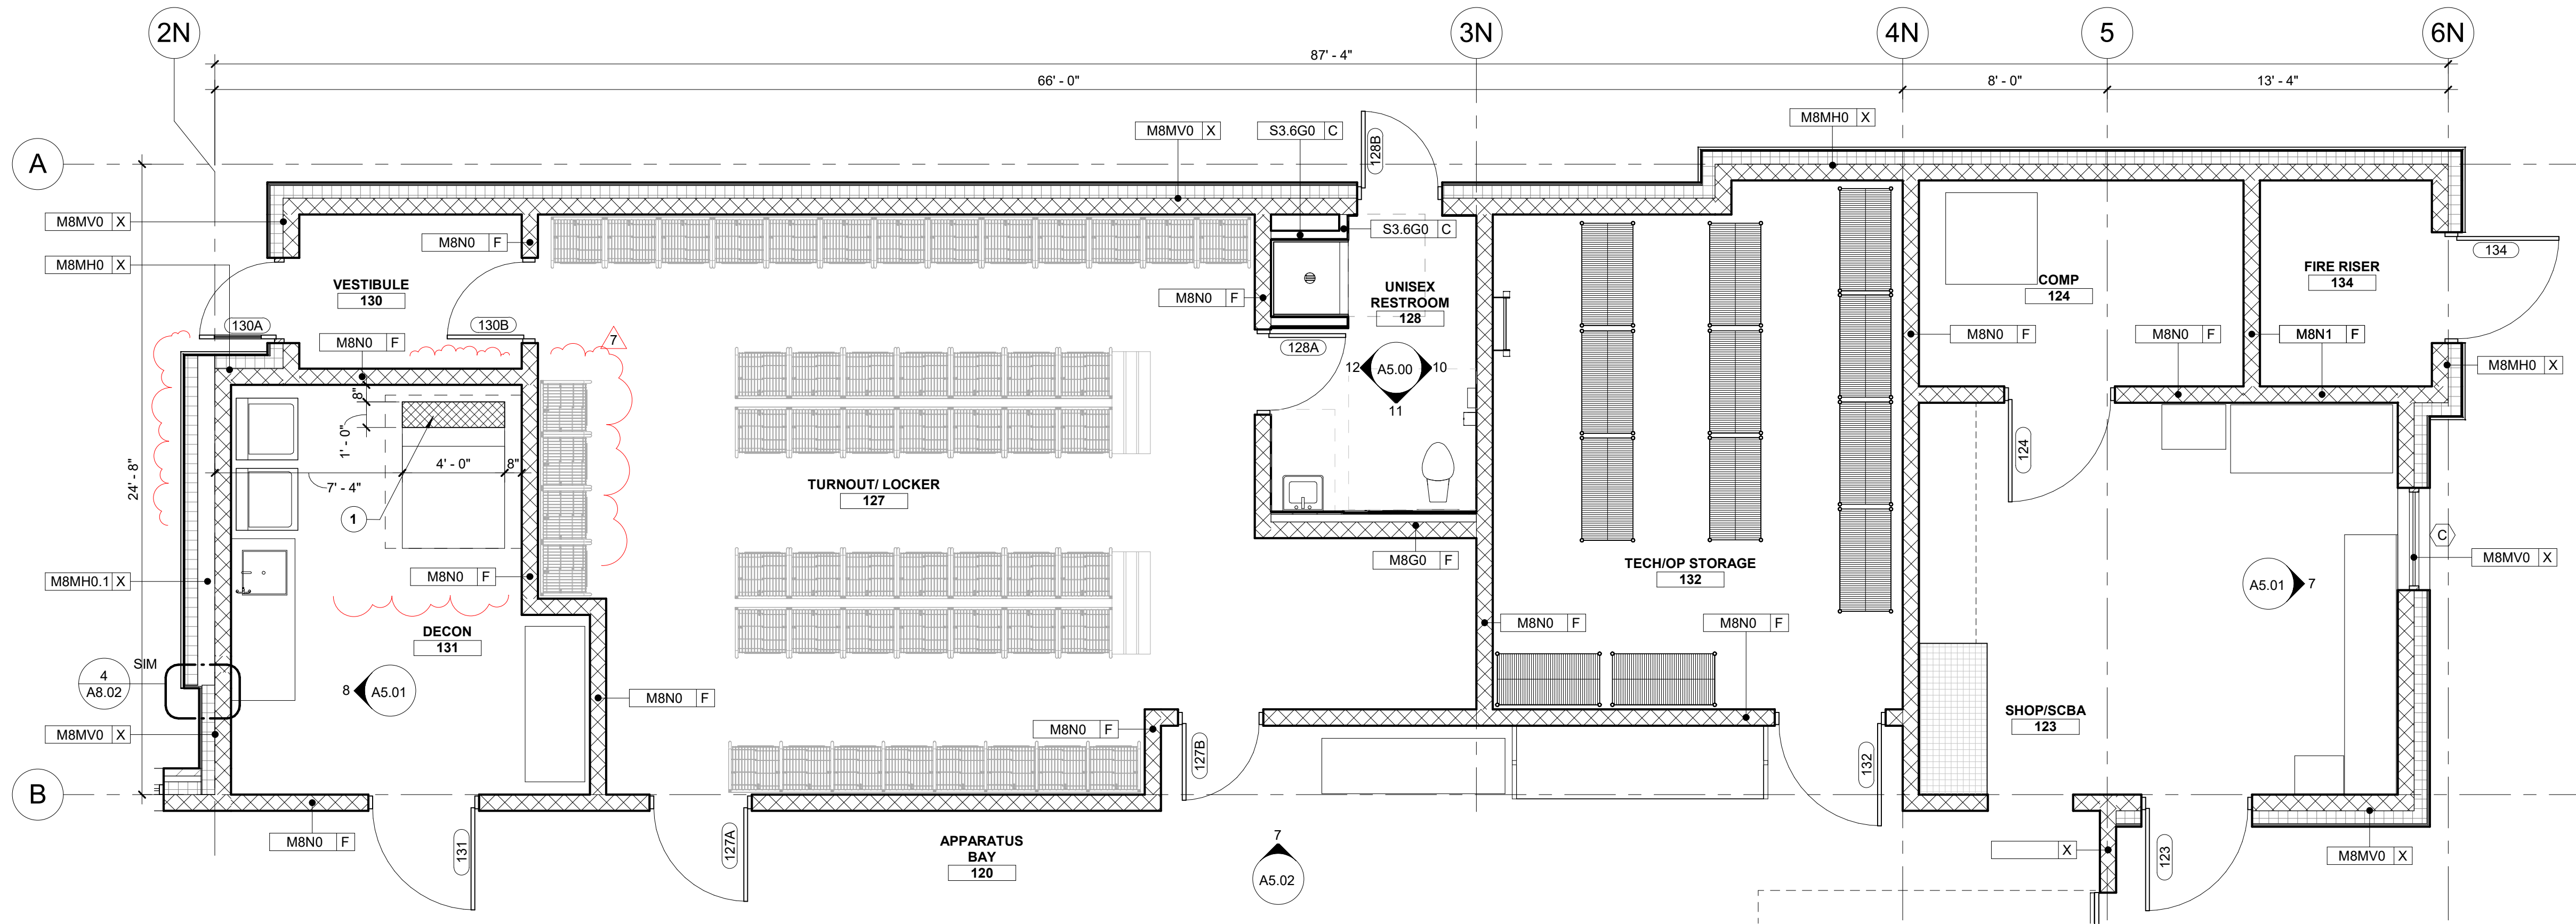 2N
3N
4N
5
6N
87' - 4"
66' - 0"
8' - 0"
13' - 4"
A
M8MV0 X
S3.6G0 C
128B
M8MH0 X
M8MV0 X
M8N0 F
S3.6G0 C
M8MH0 X
VESTIBULE
130
M8N0 F
UNISEX
RESTROOM
128
COMP
124
FIRE RISER
134
134
130A
130B
M8N0 F
7
128A
M8N0 F
M8N0 F
M8N1 F
12
A5.00
10
11
M8MH0 X
8"
1' - 0"
4' - 0"
8"
7' - 4"
24' - 8"
1
TURNOUT/ LOCKER
127
124
C
M8MH0.1 X
M8N0 F
M8G0 F
TECH/OP STORAGE
132
A5.01
7
M8MV0 X
DECON
131
M8N0 F
M8N0 F
SIM
4
A8.02
8
A5.01
M8N0 F
M8N0 F
SHOP/SCBA
123
M8MV0 X
127B
132
B
M8N0 F
131
127A
APPARATUS
BAY
120
7
A5.02
X
123
M8MV0 X